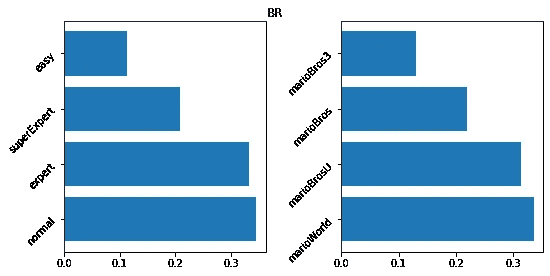 BR
easy
superExpert
expert
normal
0.0 0.1 0.2 0.3
marioBros3
marioBros
marioBrosU
marioWorld
0.0 0.1 0.2 0.3